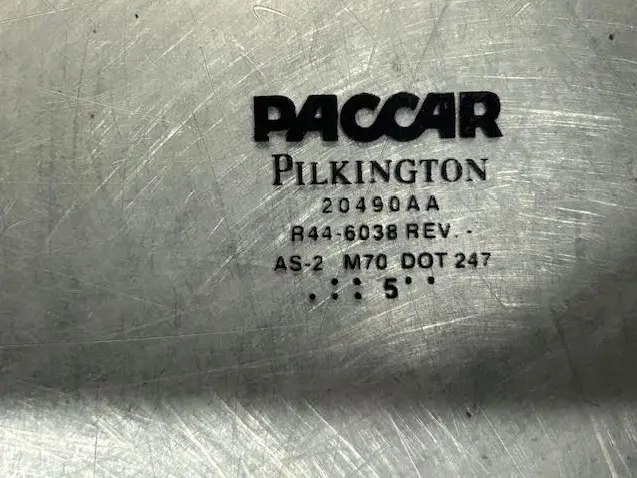 PACCAR
PILKINGTON
20490AA
R44-6038 REV. -
AS-2 M70 DOT 247
. : : 5 ' '